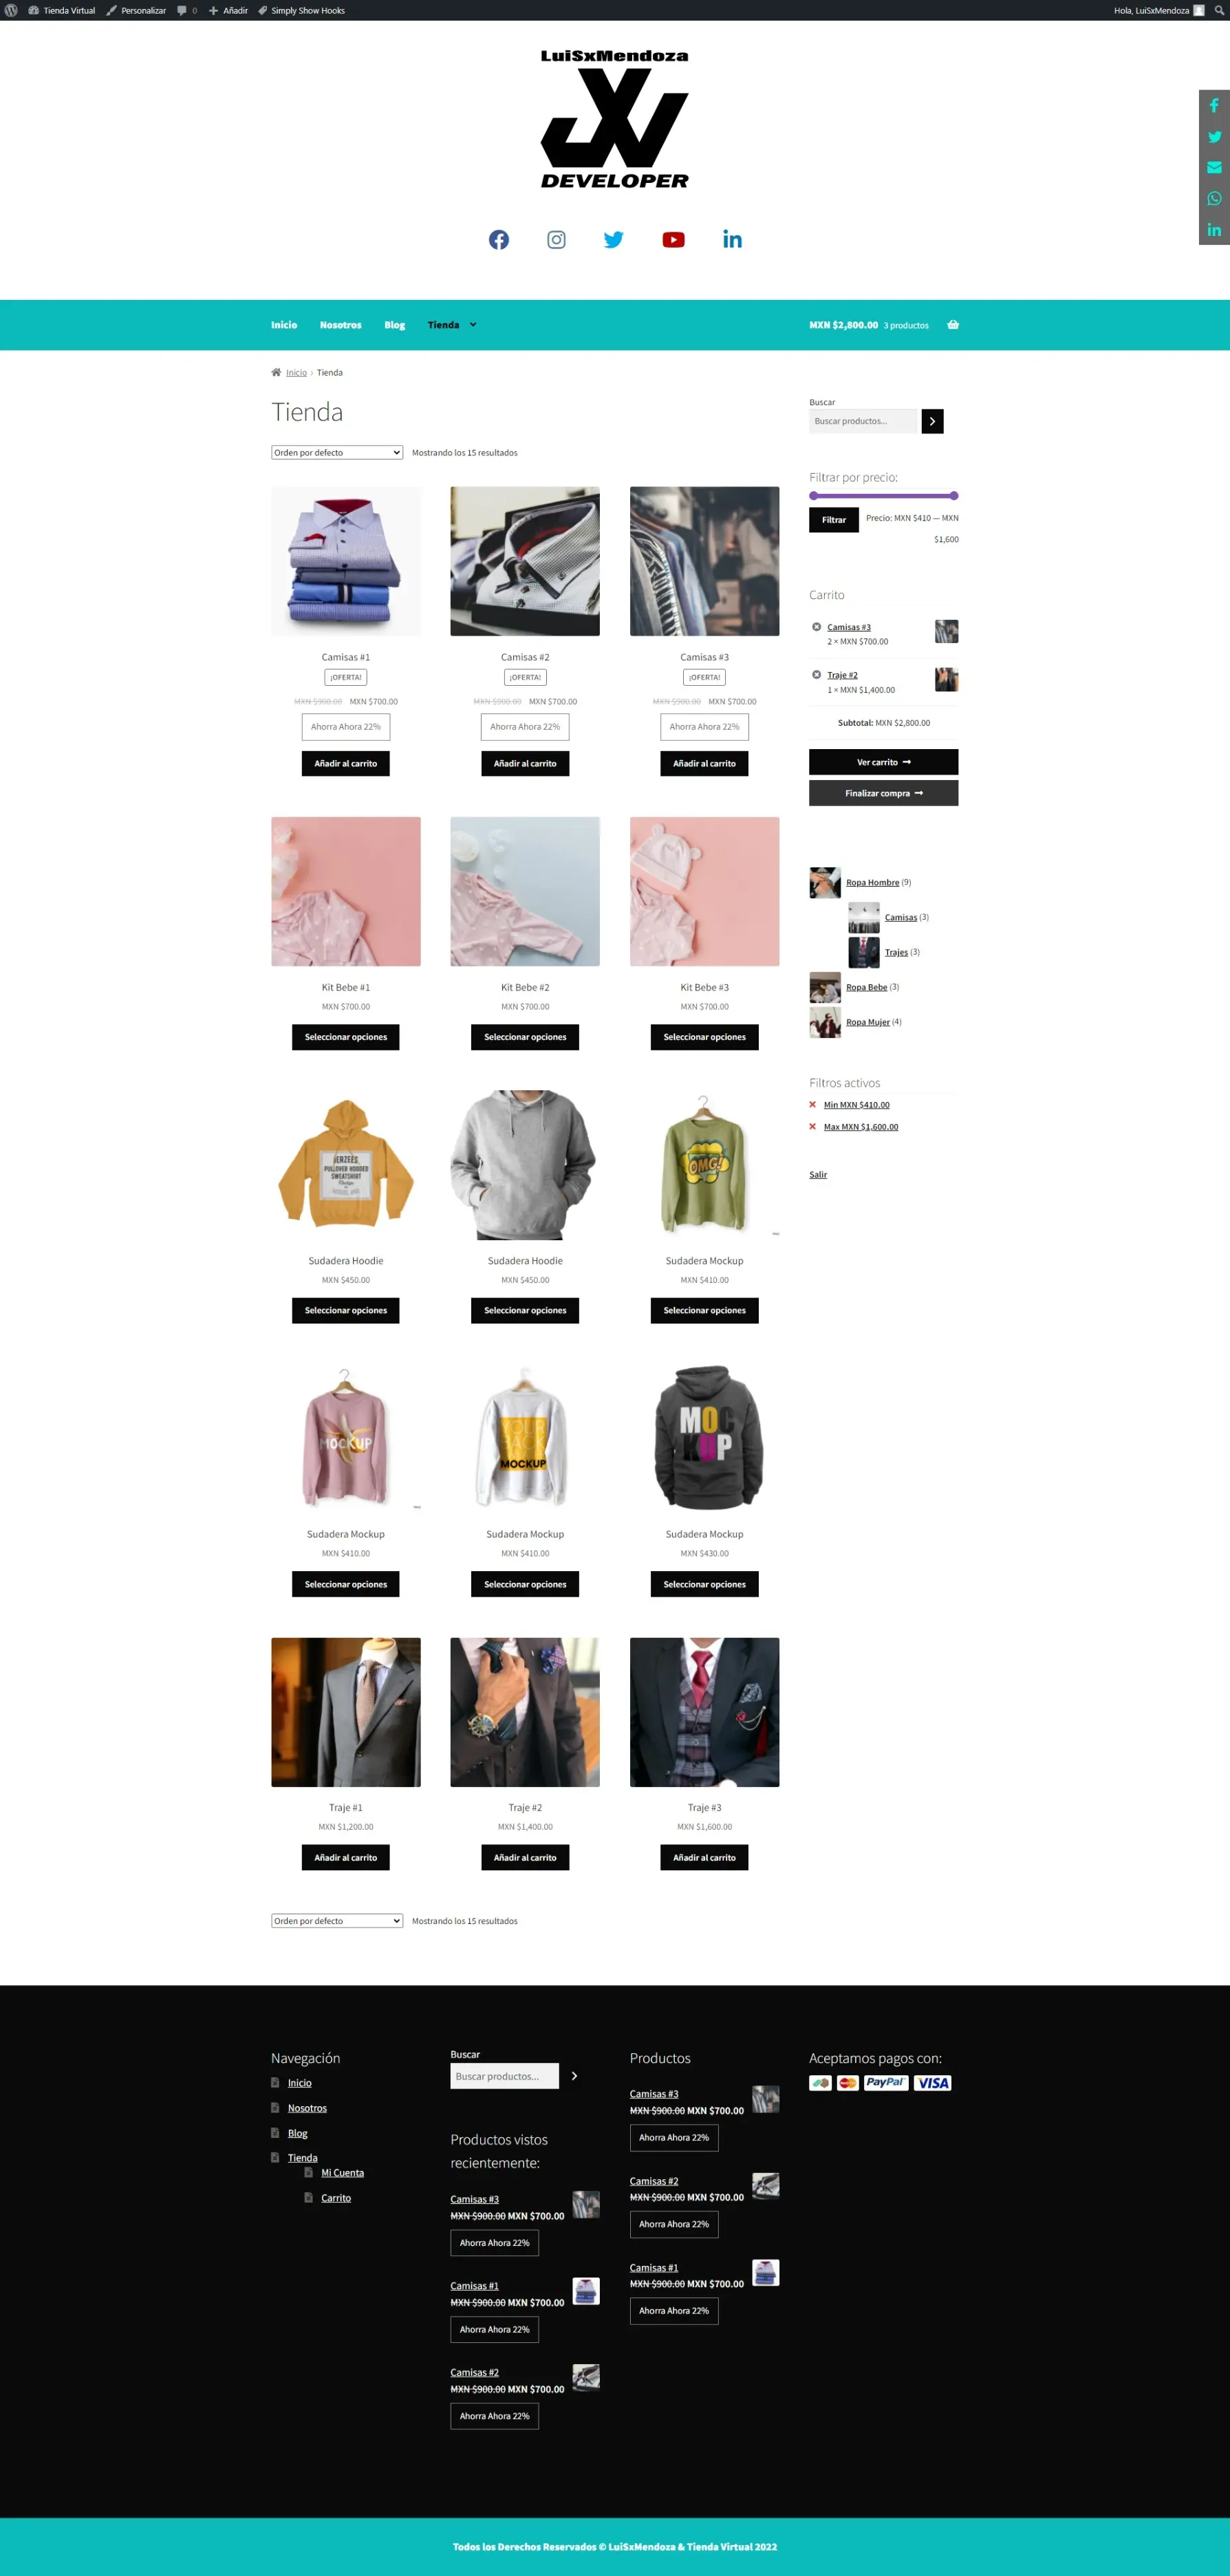 Tienda Virtual Personalizar 0 Añadir Simply Show Hooks Hola, LuiSxMendoza
LuiSxMendoza
DEVELOPER
Inicio Nosotros Blog Tienda MXN $2,800.00 3 productos
Inicio › Tienda
Tienda
Orden por defecto Mostrando los 15 resultados
Camisas #1
¡OFERTA!
MXN $900.00 MXN $700.00
Ahorra Ahora 22%
Añadir al carrito
Camisas #2
¡OFERTA!
MXN $900.00 MXN $700.00
Ahorra Ahora 22%
Añadir al carrito
Camisas #3
¡OFERTA!
MXN $900.00 MXN $700.00
Ahorra Ahora 22%
Añadir al carrito
Kit Bebe #1
MXN $700.00
Seleccionar opciones
Kit Bebe #2
MXN $700.00
Seleccionar opciones
Kit Bebe #3
MXN $700.00
Seleccionar opciones
JERZEES
PULLOVER HOODED
SWEATSHIRT
Mockup
Sudadera Hoodie
MXN $450.00
Seleccionar opciones
Sudadera Hoodie
MXN $450.00
Seleccionar opciones
OMG!
Sudadera Mockup
MXN $410.00
Seleccionar opciones
MOCKUP
Sudadera Mockup
MXN $410.00
Seleccionar opciones
YOUR
BACK
MOCKUP
Sudadera Mockup
MXN $410.00
Seleccionar opciones
MOC
KUP
Sudadera Mockup
MXN $430.00
Seleccionar opciones
Traje #1
MXN $1,200.00
Añadir al carrito
Traje #2
MXN $1,400.00
Añadir al carrito
Traje #3
MXN $1,600.00
Añadir al carrito
Orden por defecto Mostrando los 15 resultados
Buscar
Buscar productos...
Filtrar por precio:
Filtrar Precio: MXN $410 — MXN
$1,600
Carrito
Camisas #3
2 × MXN $700.00
Traje #2
1 × MXN $1,400.00
Subtotal: MXN $2,800.00
Ver carrito
Finalizar compra
Ropa Hombre (9)
Camisas (3)
Trajes (3)
Ropa Bebe (3)
Ropa Mujer (4)
Filtros activos
Min MXN $410.00
Max MXN $1,600.00
Salir
Navegación
Inicio
Nosotros
Blog
Tienda
Mi Cuenta
Carrito
Buscar
Buscar productos...
Productos vistos
recientemente:
Camisas #3
MXN $900.00 MXN $700.00
Ahorra Ahora 22%
Camisas #1
MXN $900.00 MXN $700.00
Ahorra Ahora 22%
Camisas #2
MXN $900.00 MXN $700.00
Ahorra Ahora 22%
Productos
Camisas #3
MXN $900.00 MXN $700.00
Ahorra Ahora 22%
Camisas #2
MXN $900.00 MXN $700.00
Ahorra Ahora 22%
Camisas #1
MXN $900.00 MXN $700.00
Ahorra Ahora 22%
Aceptamos pagos con:
MasterCard PayPal VISA
Todos los Derechos Reservados © LuiSxMendoza & Tienda Virtual 2022